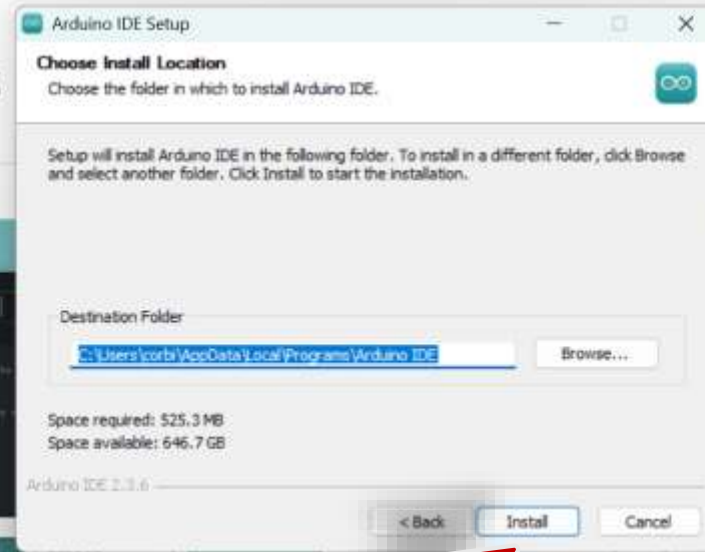 Arduino IDE Setup
Choose Install Location
Choose the folder in which to install Arduino IDE.
Setup will install Arduino IDE in the following folder. To install in a different folder, click Browse
and select another folder. Click Install to start the installation.
Destination Folder
C:\Users\corbi\AppData\Local\Programs\Arduino IDE
Browse...
Space required: 525.3 MB
Space available: 646.7 GB
Arduino IDE 2.3.6
< Back Install Cancel